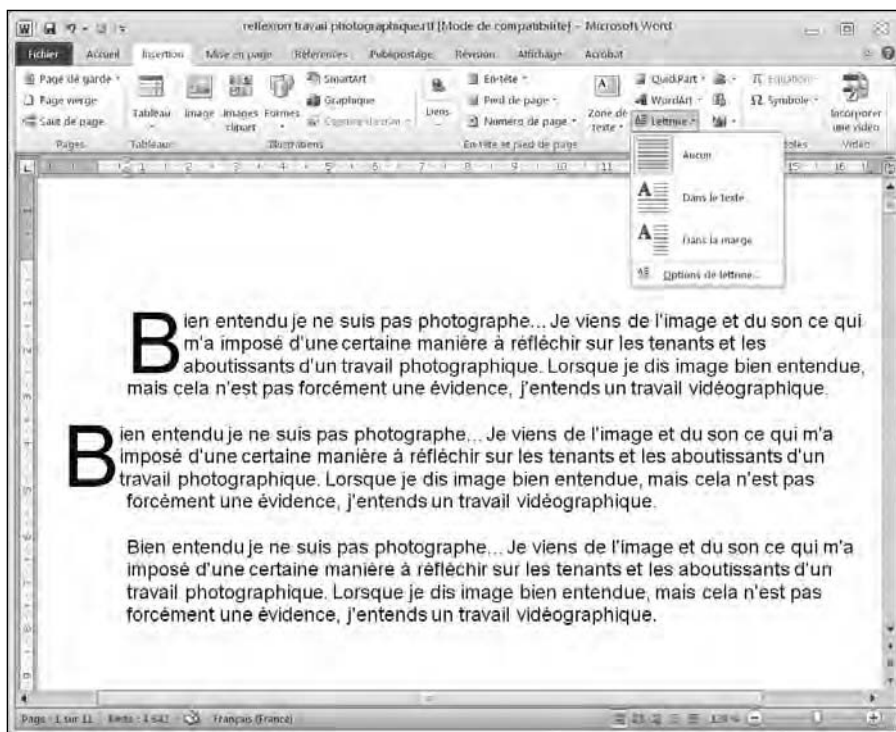 reflexion travail photographique.rtf [Mode de compatibilité] - Microsoft Word
Fichier Accueil Insertion Mise en page Références Publipostage Révision Affichage Acrobat
Page de garde
Page vierge
Saut de page
Pages
Tableau
Tableaux
Image
Images clipart
Formes
SmartArt
Graphique
Capture d'écran
Illustrations
Liens
En-tête
Pied de page
Numéro de page
En-tête et pied de page
Zone de texte
QuickPart
WordArt
Lettrine
Équation
Symbole
Incorporer une vidéo
Vidéo
Aucun
Dans le texte
Dans la marge
Options de lettrine...
Bien entendu je ne suis pas photographe... Je viens de l'image et du son ce qui
m'a imposé d'une certaine manière à réfléchir sur les tenants et les
aboutissants d'un travail photographique. Lorsque je dis image bien entendue,
mais cela n'est pas forcément une évidence, j'entends un travail vidéographique.
Bien entendu je ne suis pas photographe... Je viens de l'image et du son ce qui m'a
imposé d'une certaine manière à réfléchir sur les tenants et les aboutissants d'un
travail photographique. Lorsque je dis image bien entendue, mais cela n'est pas
forcément une évidence, j'entends un travail vidéographique.
Bien entendu je ne suis pas photographe... Je viens de l'image et du son ce qui m'a
imposé d'une certaine manière à réfléchir sur les tenants et les aboutissants d'un
travail photographique. Lorsque je dis image bien entendue, mais cela n'est pas
forcément une évidence, j'entends un travail vidéographique.
Page : 1 sur 11 Français (France)